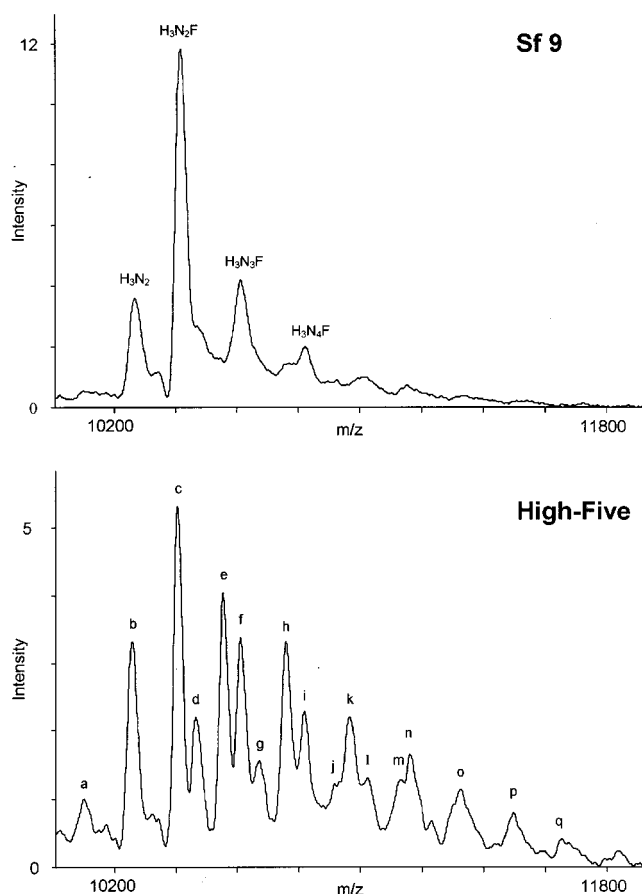 Sf 9
12
H₃N₂F
H₃N₂
H₃N₃F
H₃N₄F
Intensity
0
10200
m/z
11800
High-Five
5
c
e
b
f
h
d
i
k
g
n
j
l
m
o
a
p
q
Intensity
0
10200
m/z
11800